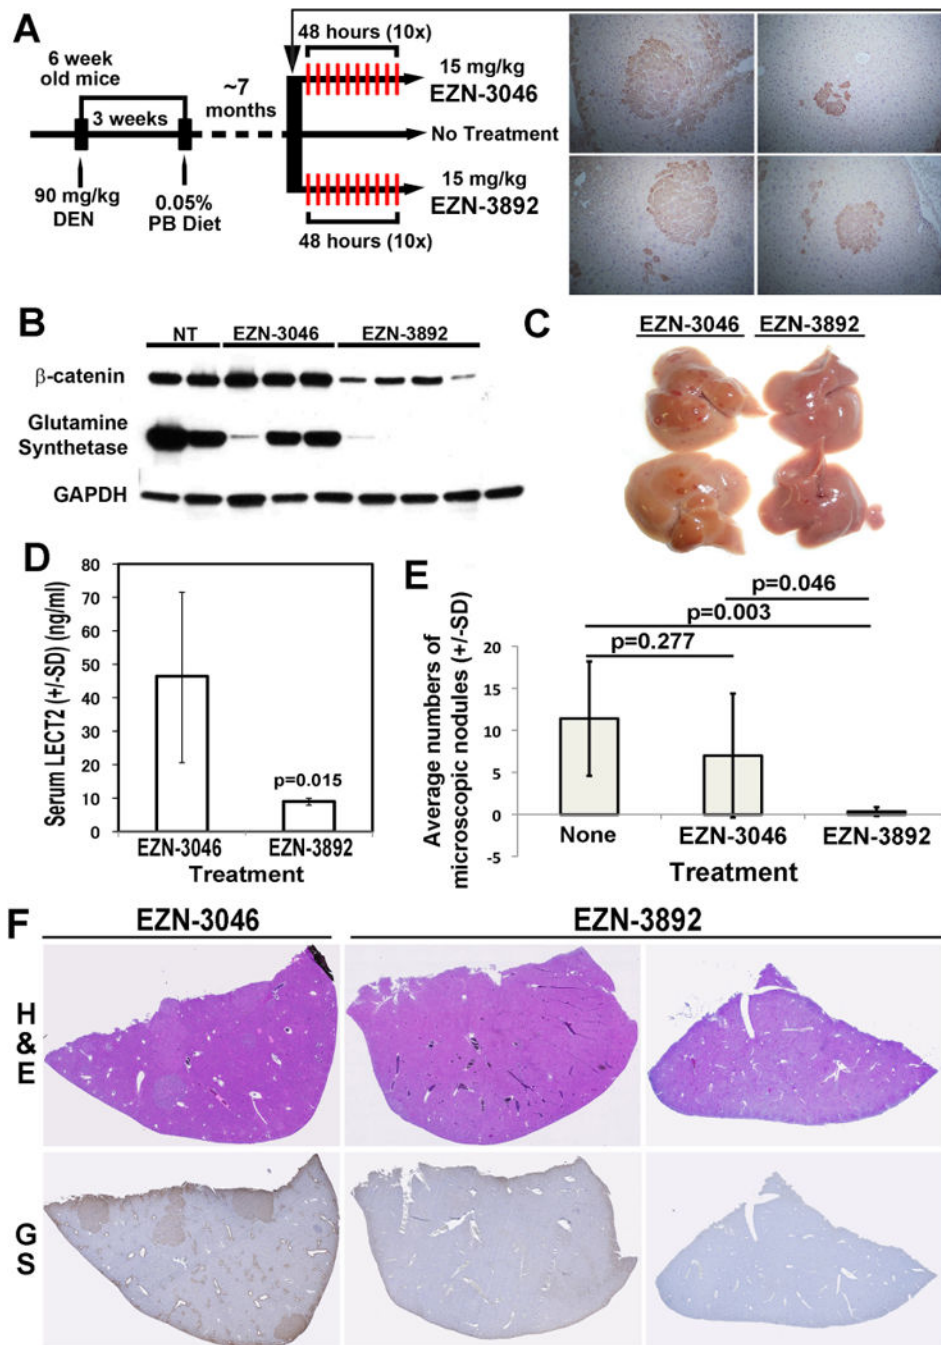 A
6 week
old mice
3 weeks
90 mg/kg
DEN
0.05%
PB Diet
~7
months
48 hours (10x)
15 mg/kg
EZN-3046
No Treatment
15 mg/kg
EZN-3892
48 hours (10x)
B
NT
EZN-3046
EZN-3892
β-catenin
Glutamine
Synthetase
GAPDH
C
EZN-3046
EZN-3892
D
Serum LECT2 (+/-SD) (ng/ml)
80
70
60
50
40
30
20
10
0
p=0.015
EZN-3046
EZN-3892
Treatment
E
Average numbers of
microscopic nodules (+/-SD)
20
15
10
5
0
-5
p=0.046
p=0.003
p=0.277
None
EZN-3046
EZN-3892
Treatment
F
EZN-3046
EZN-3892
H
&
E
G
S